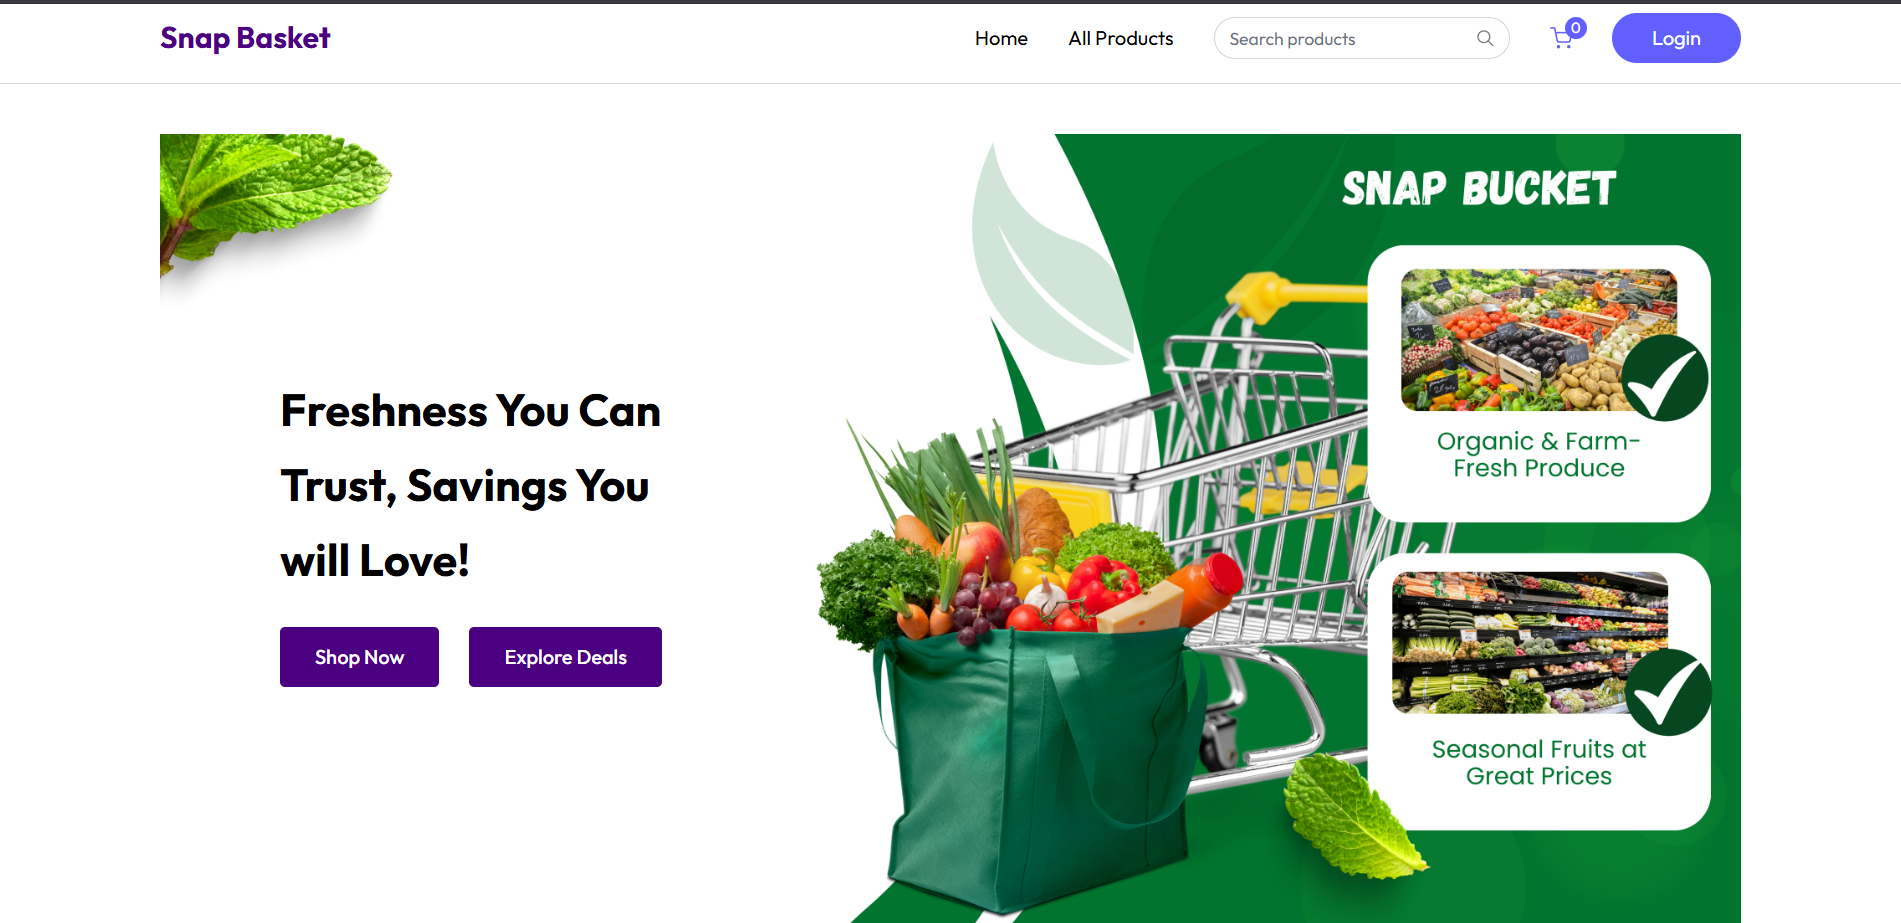 Snap Basket
Home
All Products
Search products
0
Login
SNAP BUCKET
Organic & Farm-
Fresh Produce
Freshness You Can
Trust, Savings You
will Love!
Shop Now
Explore Deals
Seasonal Fruits at
Great Prices